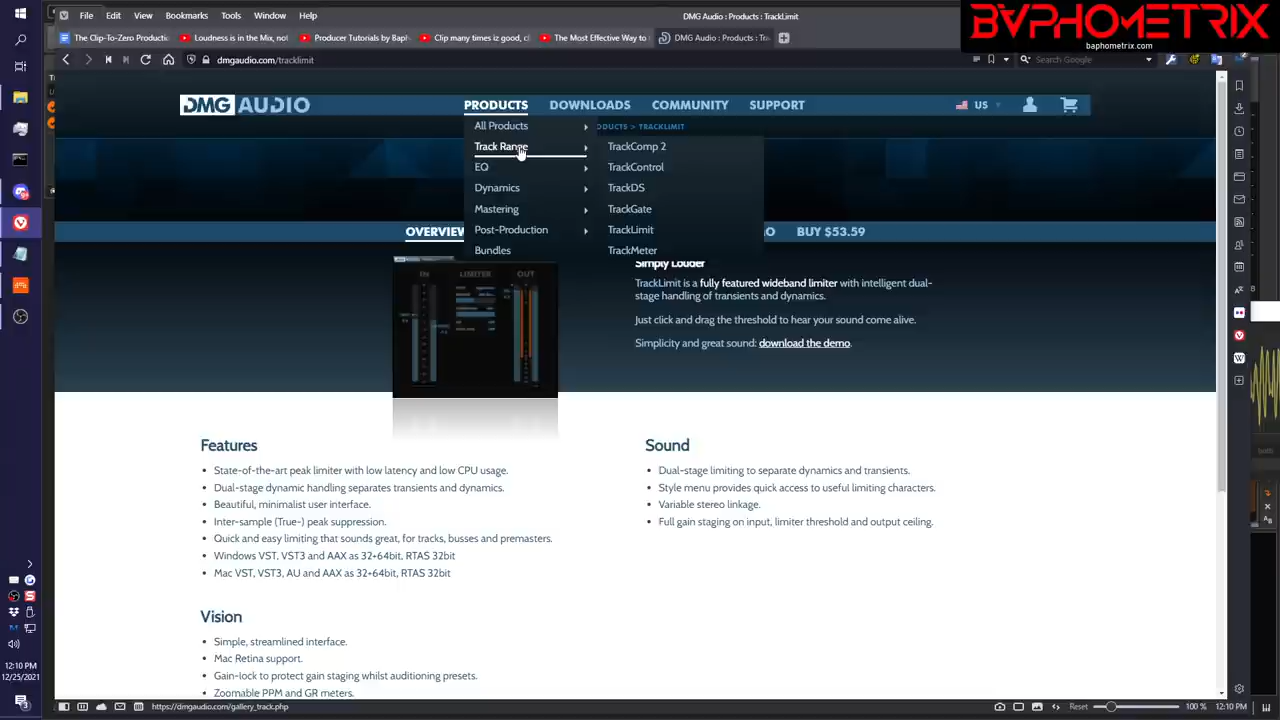 BAPHOMETRIX
baphometrix.com
File Edit View Bookmarks Tools Window Help
DMG Audio : Products : TrackLimit
The Clip-To-Zero Productio
Loudness is in the Mix, not
Producer Tutorials by Bap
Clip many times iz good, c
The Most Effective Way to
DMG Audio : Products : Tra
dmgaudio.com/tracklimit
Search Google
DMG AUDIO
PRODUCTS DOWNLOADS COMMUNITY SUPPORT
US
All Products
ODUCTS > TRACKLIMIT
Track Range
TrackComp 2
EQ
TrackControl
Dynamics
TrackDS
Mastering
TrackGate
Post-Production
TrackLimit
Bundles
TrackMeter
OVERVIEW
MO
BUY $53.59
IN LIMITER OUT
Simply Louder
TrackLimit is a fully featured wideband limiter with intelligent dual-
stage handling of transients and dynamics.
Just click and drag the threshold to hear your sound come alive.
Simplicity and great sound: download the demo.
Features
• State-of-the-art peak limiter with low latency and low CPU usage.
• Dual-stage dynamic handling separates transients and dynamics.
• Beautiful, minimalist user interface.
• Inter-sample (True-) peak suppression.
• Quick and easy limiting that sounds great, for tracks, busses and premasters.
• Windows VST, VST3 and AAX as 32+64bit, RTAS 32bit
• Mac VST, VST3, AU and AAX as 32+64bit, RTAS 32bit
Sound
• Dual-stage limiting to separate dynamics and transients.
• Style menu provides quick access to useful limiting characters.
• Variable stereo linkage.
• Full gain staging on input, limiter threshold and output ceiling.
Vision
• Simple, streamlined interface.
• Mac Retina support.
• Gain-lock to protect gain staging whilst auditioning presets.
• Zoomable PPM and GR meters.
12:10 PM
12/25/2021
https://dmgaudio.com/gallery_track.php
Reset
100 %
12:10 PM